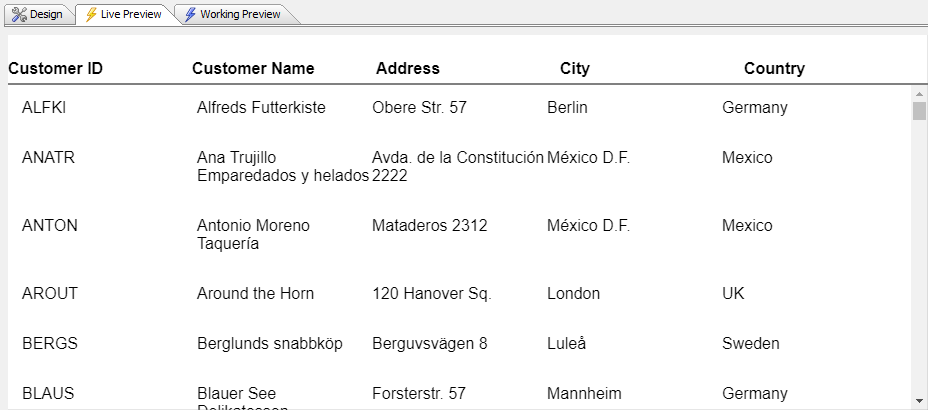 Design Live Preview Working Preview
Customer ID Customer Name Address City Country
ALFKI Alfreds Futterkiste Obere Str. 57 Berlin Germany
ANATR Ana Trujillo Avda. de la Constitución México D.F. Mexico
Emparedados y helados 2222
ANTON Antonio Moreno Mataderos 2312 México D.F. Mexico
Taquería
AROUT Around the Horn 120 Hanover Sq. London UK
BERGS Berglunds snabbköp Berguvsvägen 8 Luleå Sweden
BLAUS Blauer See Forsterstr. 57 Mannheim Germany
Delikatessen